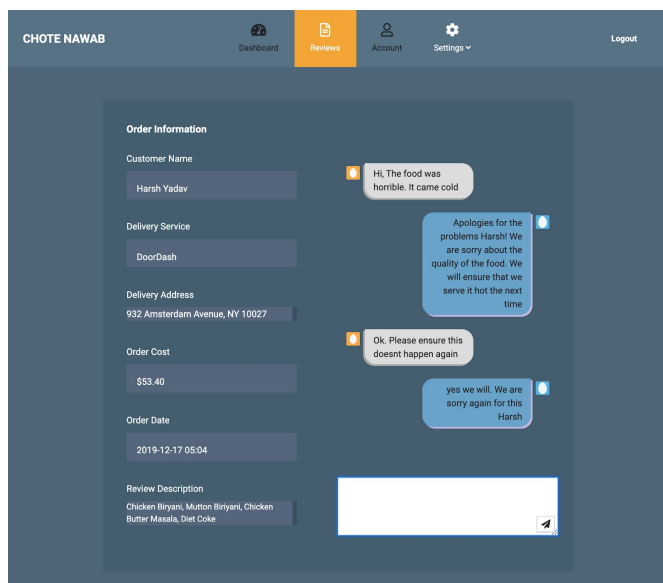 CHOTE NAWAB
Dashboard
Reviews
Account
Settings
Logout
Order Information
Customer Name
Harsh Yadav
Delivery Service
DoorDash
Delivery Address
932 Amsterdam Avenue, NY 10027
Order Cost
$53.40
Order Date
2019-12-17 05:04
Review Description
Chicken Biryani, Mutton Biriyani, Chicken
Butter Masala, Diet Coke
Hi, The food was
horrible. It came cold
Apologies for the
problems Harsh! We
are sorry about the
quality of the food. We
will ensure that we
serve it hot the next
time
Ok. Please ensure this
doesnt happen again
yes we will. We are
sorry again for this
Harsh